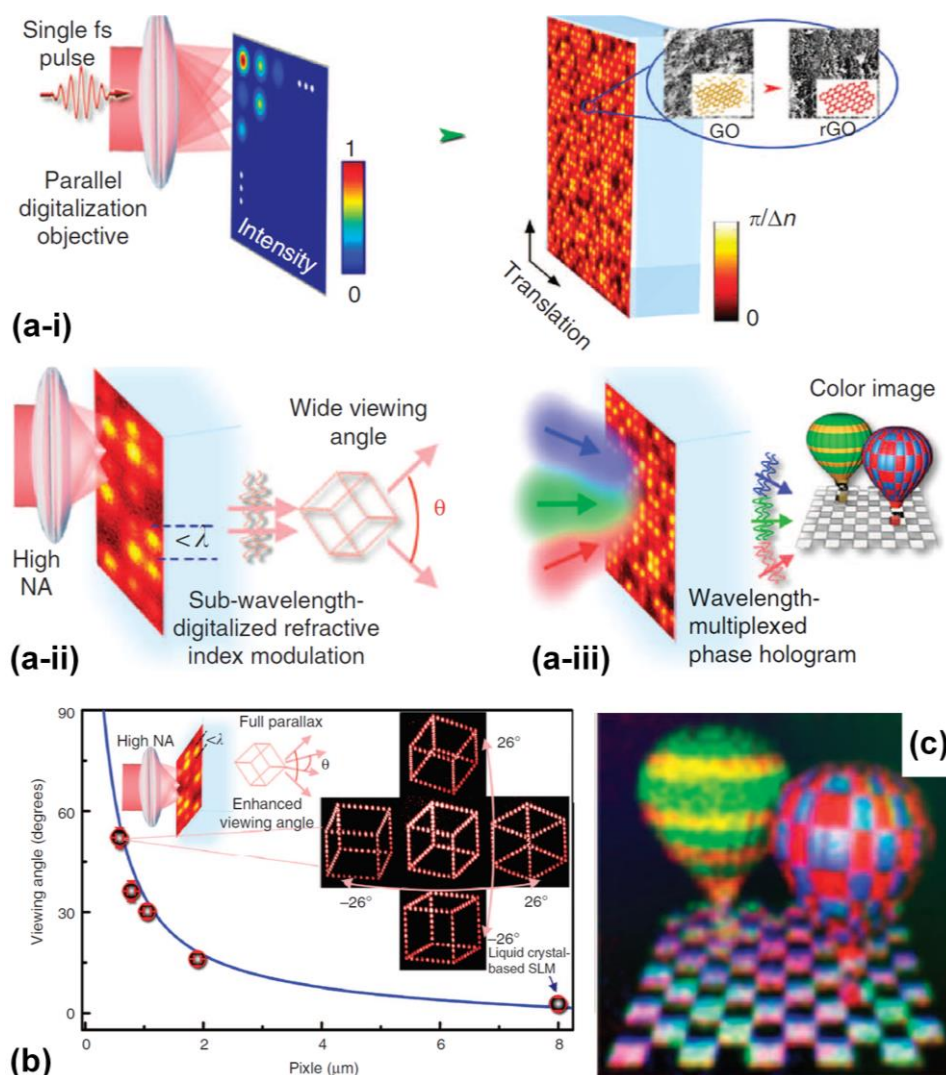 Single fs
pulse
Parallel
digitalization
objective
Intensity
1
0
(a-i)
GO
rGO
Translation
π/Δn
0
High
NA
<λ
Wide viewing
angle
θ
Sub-wavelength-
digitalized refractive
index modulation
(a-ii)
Color image
Wavelength-
multiplexed
phase hologram
(a-iii)
90
60
30
0
Viewing angle (degrees)
High NA
<λ
Full parallax
θ
Enhanced
viewing angle
26°
−26°
26°
−26°
Liquid crystal-
based SLM
0
2
4
6
8
Pixle (μm)
(b)
(c)